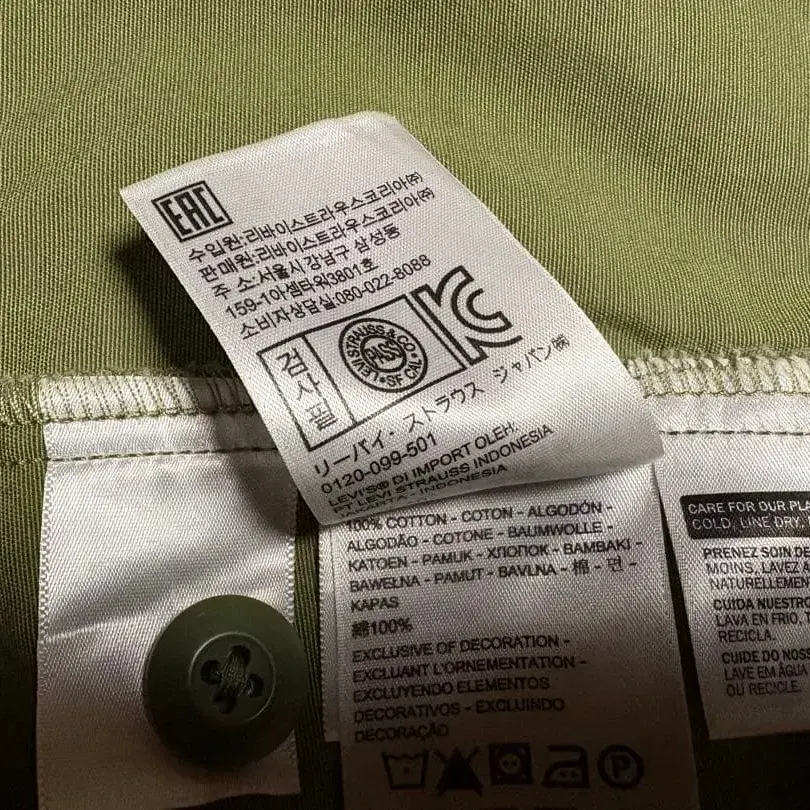 EAC
수입원:리바이스트라우스코리아㈜
판매원:리바이스트라우스코리아㈜
주 소:서울시 강남구 삼성동
159-1아셈타워3801호
소비자상담실:080-022-8088
검사필
LEVI STRAUSS & CO
PASS
SF CAL
リーバイ・ストラウス ジャパン㈱
0120-099-501
LEVI'S® DI IMPORT OLEH:
PT LEVI STRAUSS INDONESIA
JAKARTA - INDONESIA
100% COTTON - COTON - ALGODÓN -
ALGODÃO - COTONE - BAUMWOLLE -
KATOEN - PAMUK - ХЛОПОК - BAMBAKI -
BAWEŁNA - PAMUT - BAVLNA - 棉 - 면 -
KAPAS
綿100%
EXCLUSIVE OF DECORATION -
EXCLUANT L'ORNEMENTATION -
EXCLUYENDO ELEMENTOS
DECORATIVOS - EXCLUINDO
DECORAÇÃO
P
CARE FOR OUR PLA
COLD, LINE DRY
PRENEZ SOIN DE
MOINS, LAVEZ A
NATURELLEMEN
CUIDA NUESTRO
LAVA EN FRIO, T
RECICLA.
CUIDE DO NOSS
LAVE EM ÁGUA
OU RECICLE.